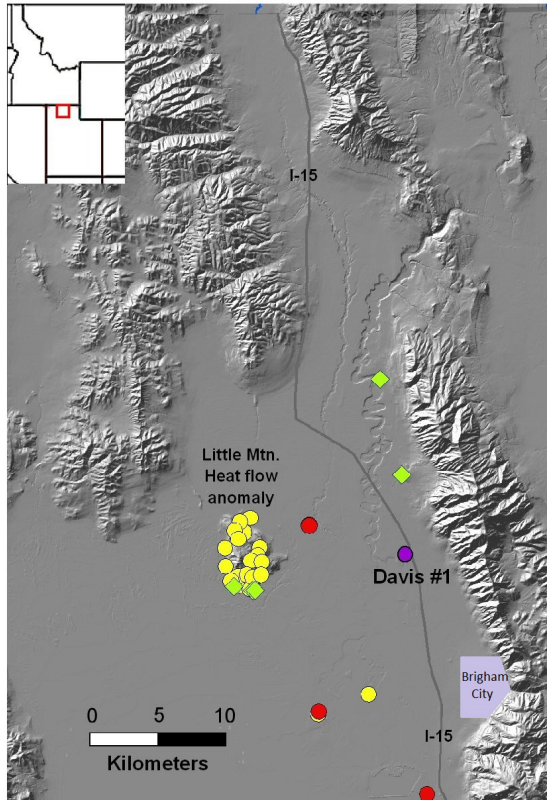 I-15
Little Mtn.
Heat flow
anomaly
Davis #1
Brigham
City
0 5 10
Kilometers
I-15